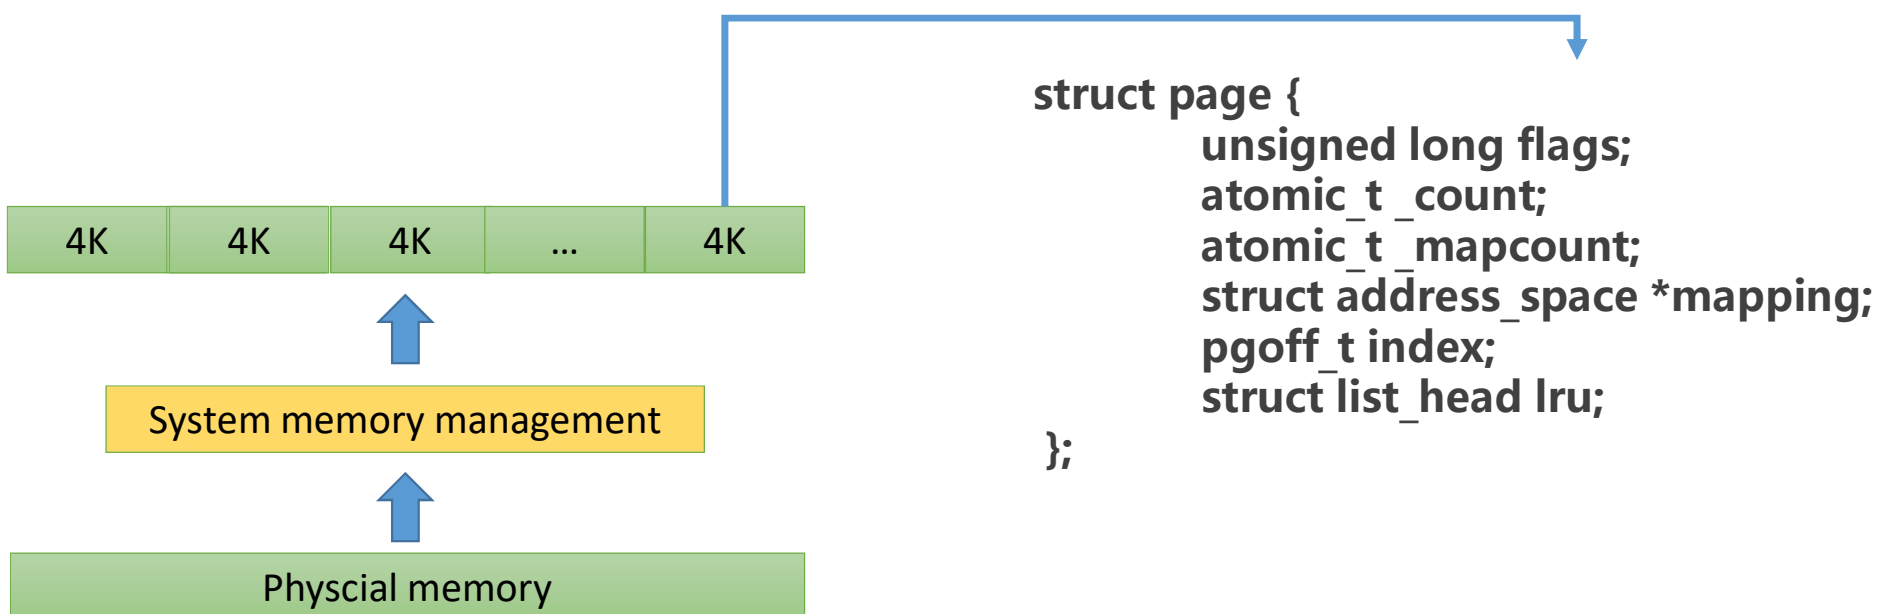 struct page {
unsigned long flags;
atomic_t _count;
atomic_t _mapcount;
struct address_space *mapping;
pgoff_t index;
struct list_head lru;
};
4K 4K 4K ... 4K
System memory management
Physcial memory